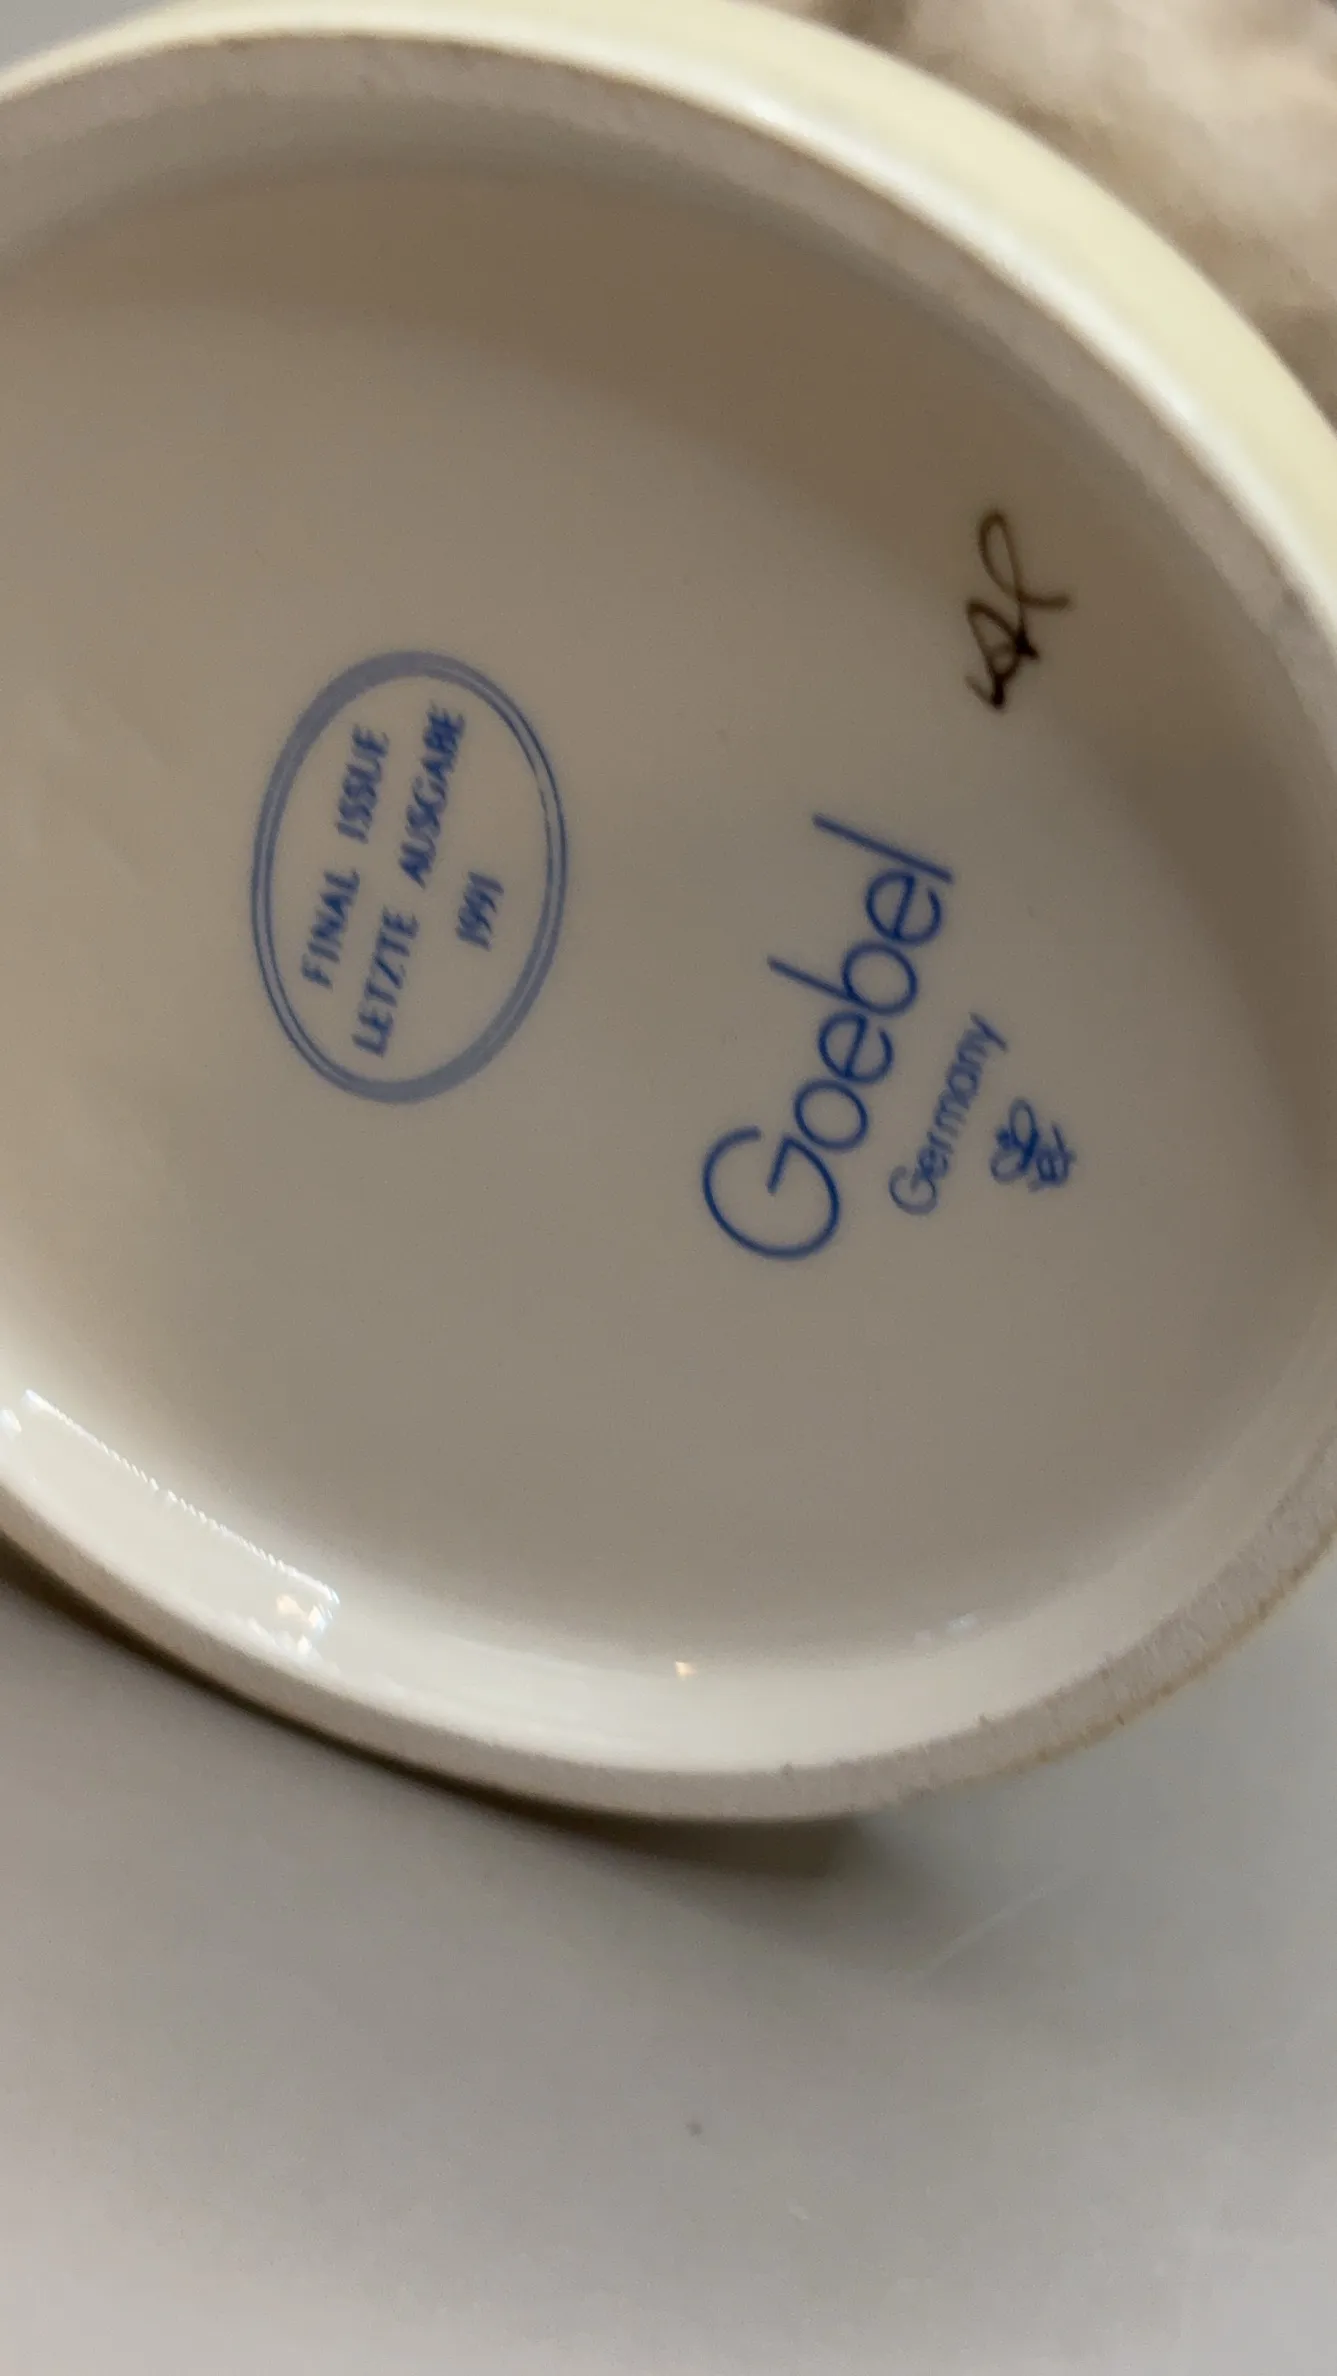 FINAL ISSUE
LETZTE AUSGABE
1991
Goebel
Germany